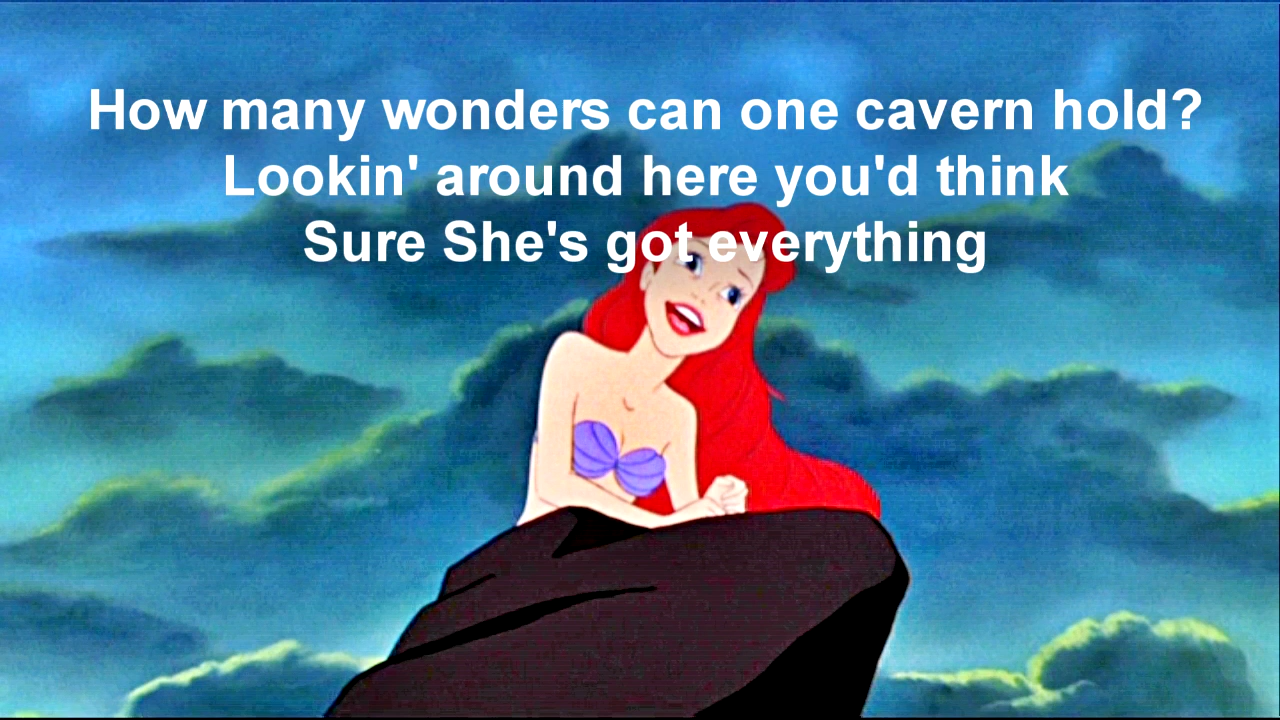 How many wonders can one cavern hold?
Lookin' around here you'd think
Sure She's got everything